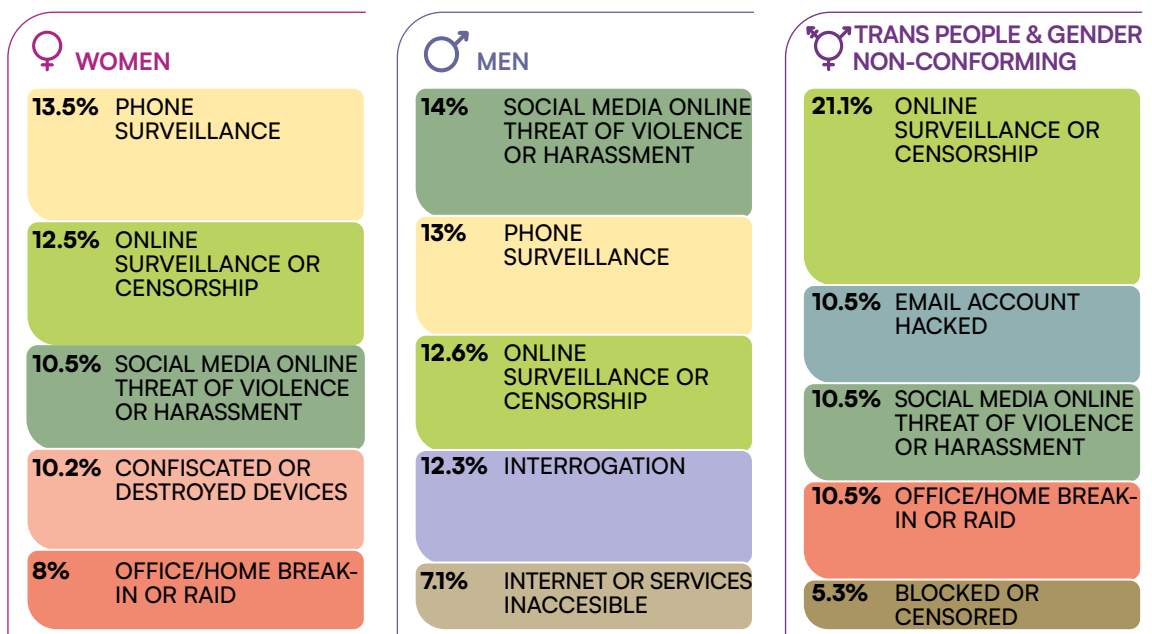 WOMEN
13.5% PHONE
SURVEILLANCE
12.5% ONLINE
SURVEILLANCE OR
CENSORSHIP
10.5% SOCIAL MEDIA ONLINE
THREAT OF VIOLENCE
OR HARASSMENT
10.2% CONFISCATED OR
DESTROYED DEVICES
8% OFFICE/HOME BREAK-
IN OR RAID
MEN
14% SOCIAL MEDIA ONLINE
THREAT OF VIOLENCE
OR HARASSMENT
13% PHONE
SURVEILLANCE
12.6% ONLINE
SURVEILLANCE OR
CENSORSHIP
12.3% INTERROGATION
7.1% INTERNET OR SERVICES
INACCESIBLE
TRANS PEOPLE & GENDER
NON-CONFORMING
21.1% ONLINE
SURVEILLANCE OR
CENSORSHIP
10.5% EMAIL ACCOUNT
HACKED
10.5% SOCIAL MEDIA ONLINE
THREAT OF VIOLENCE
OR HARASSMENT
10.5% OFFICE/HOME BREAK-
IN OR RAID
5.3% BLOCKED OR
CENSORED